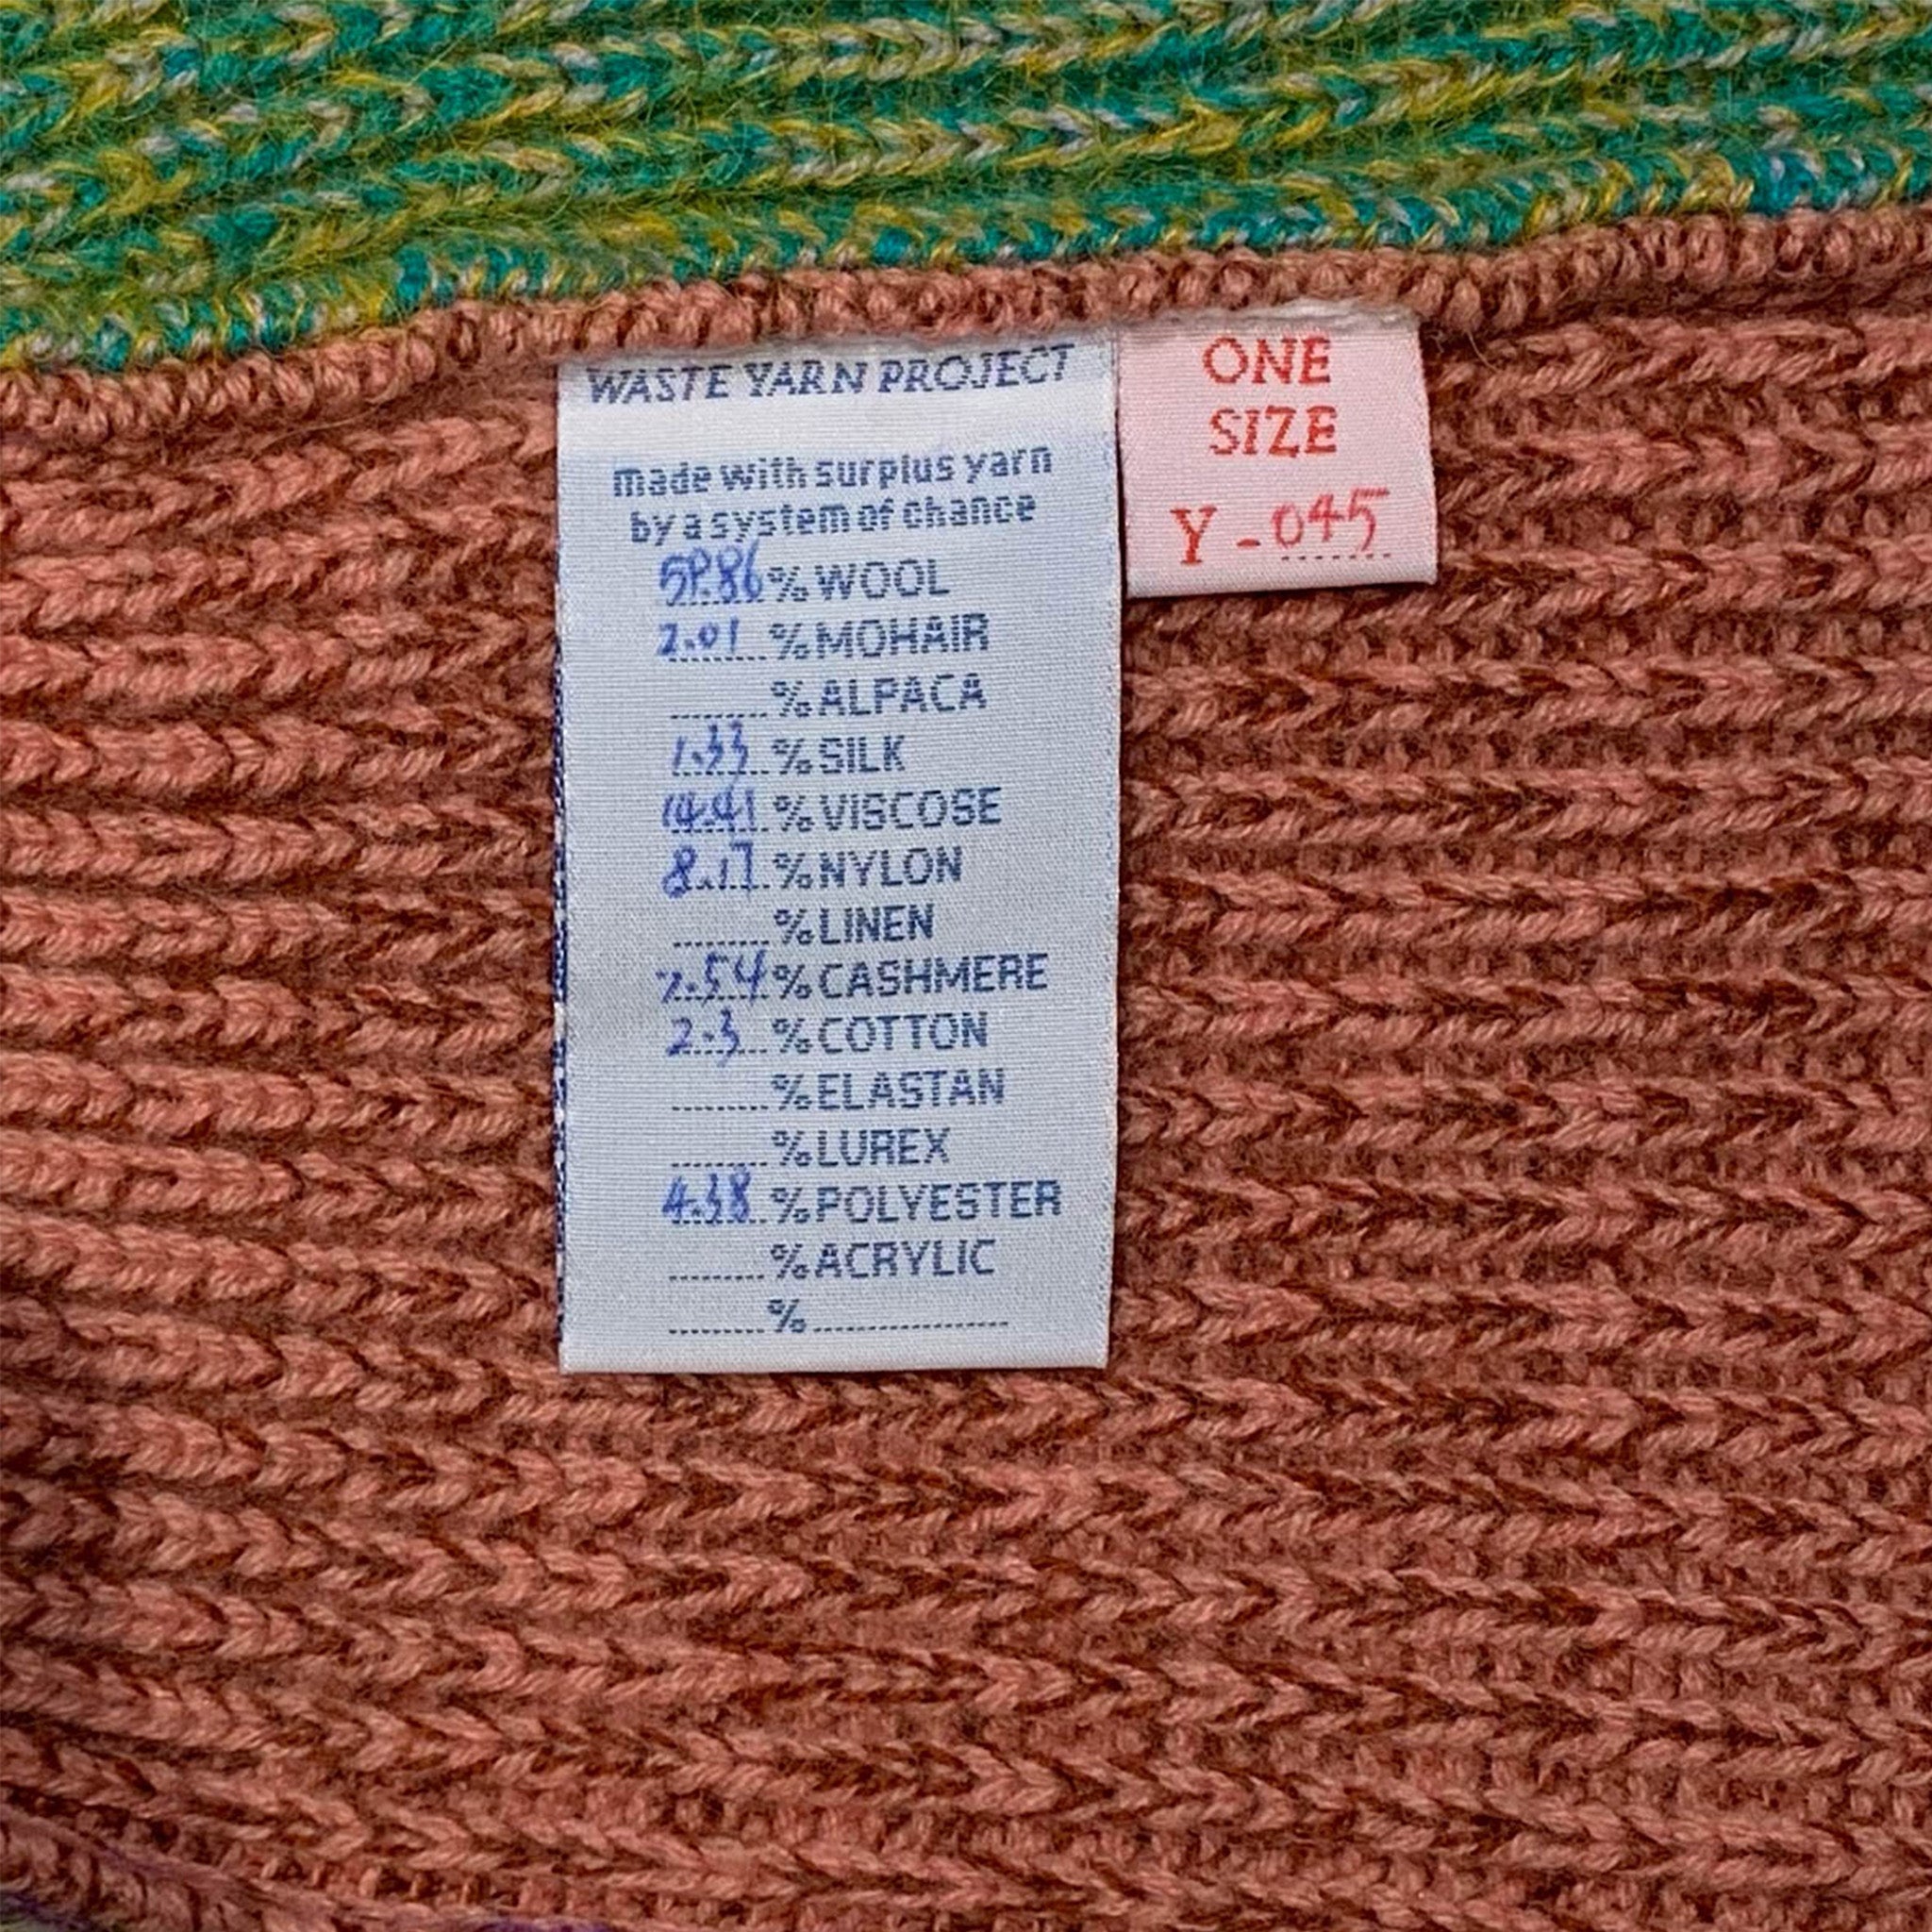 WASTE YARN PROJECT
made with surplus yarn
by a system of chance
59.86 % WOOL
2.01 % MOHAIR
% ALPACA
1.33 % SILK
14.41 % VISCOSE
8.17 % NYLON
% LINEN
7.54 % CASHMERE
2.3 % COTTON
% ELASTAN
% LUREX
4.38 % POLYESTER
% ACRYLIC
%
ONE
SIZE
Y - 045